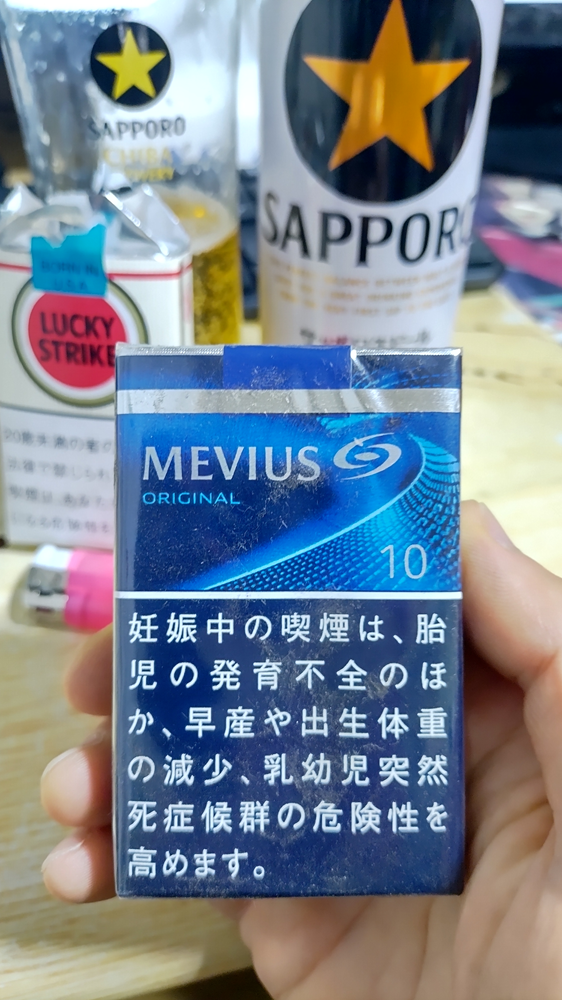 SAPPORO
SAPPORO
BORN IN
U.S.A.
LUCKY
STRIKE
MEVIUS
ORIGINAL
10
妊娠中の喫煙は、胎
児の発育不全のほ
か、早産や出生体重
の減少、乳幼児突然
死症候群の危険性を
高めます。